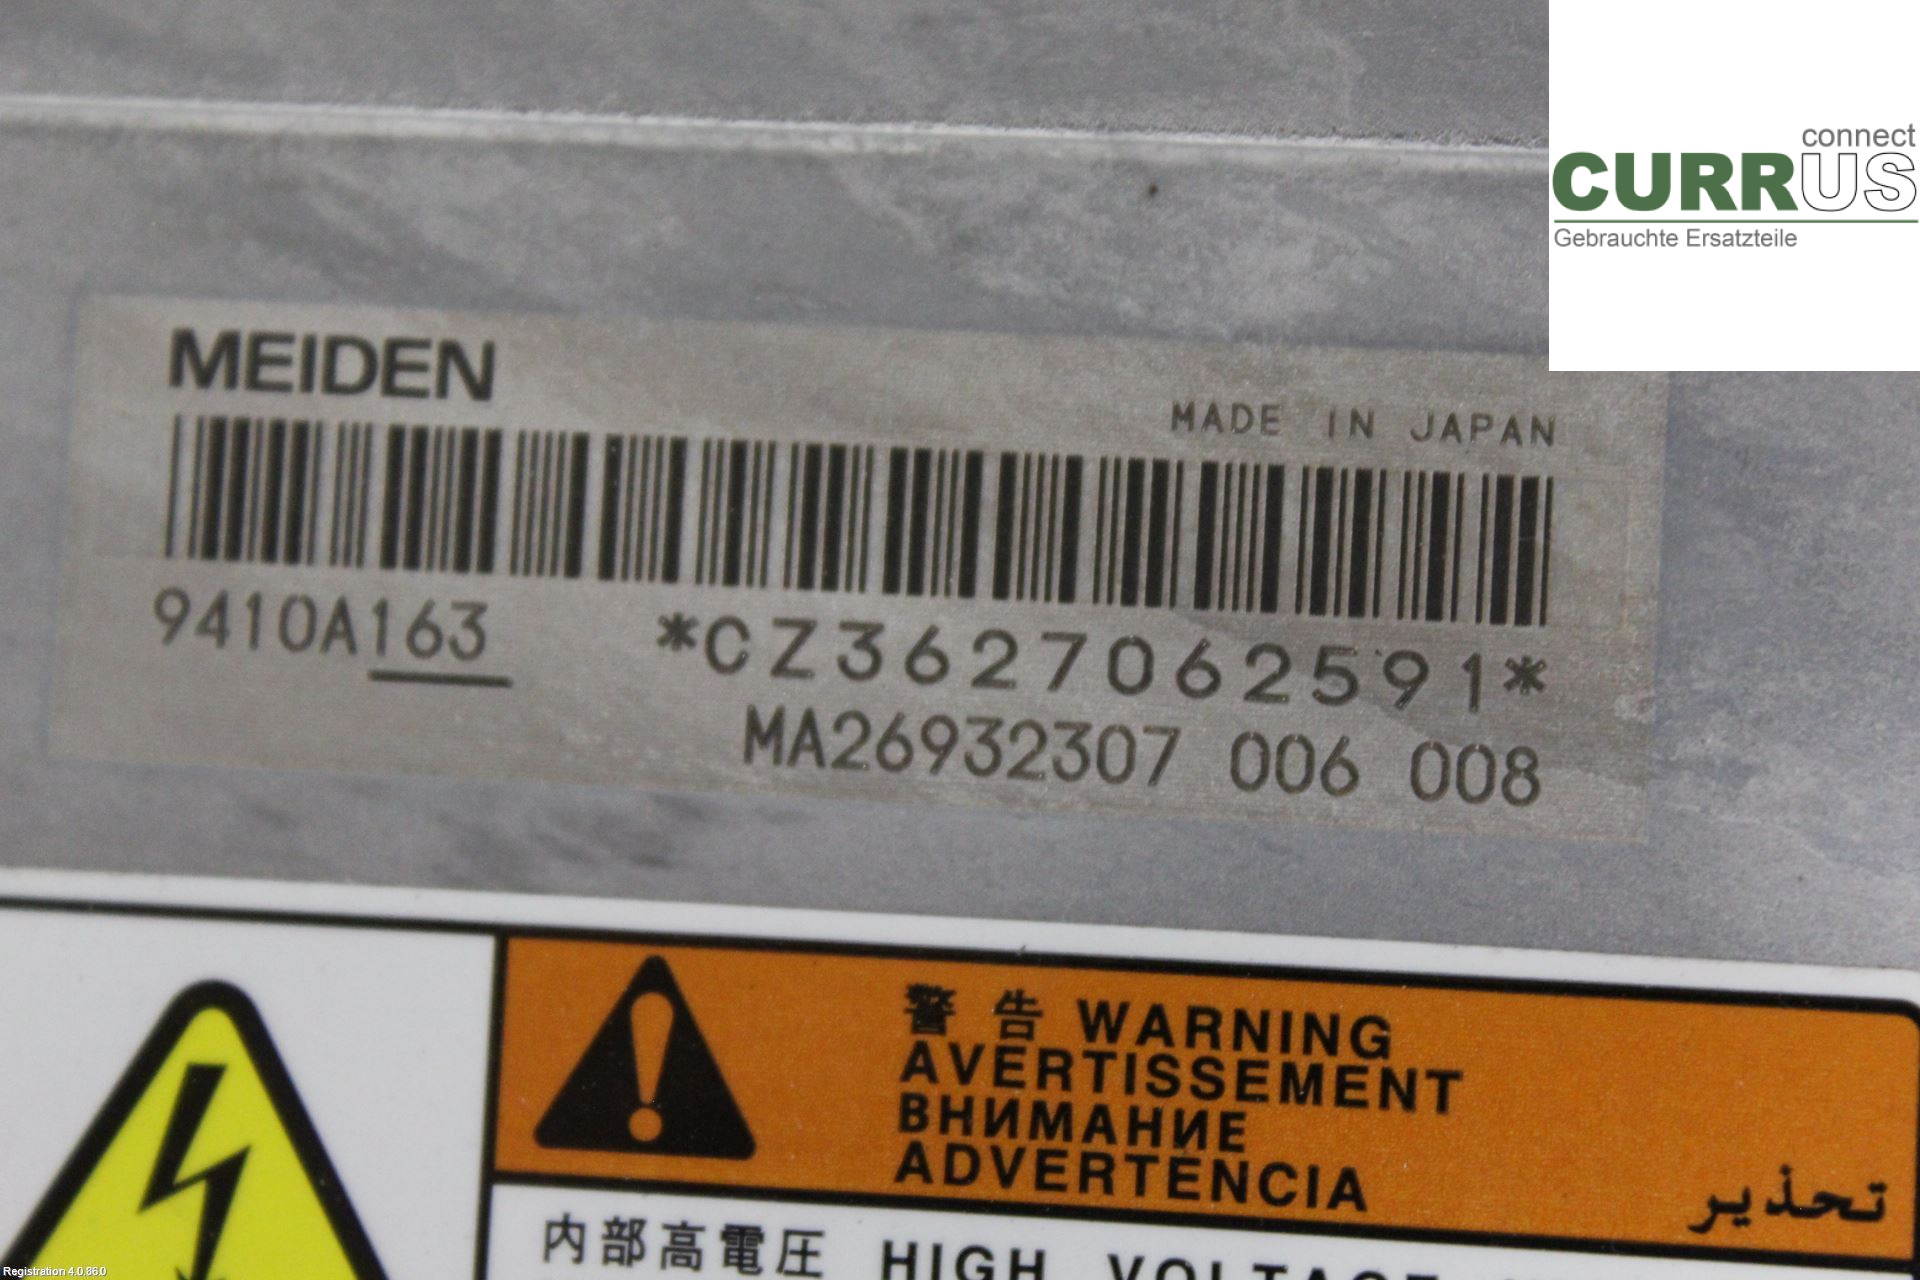 connect
CURRUS
Gebrauchte Ersatzteile
MEIDEN
MADE IN JAPAN
9410A163 *CZ3627062591*
MA26932307 006 008
警告 WARNING
AVERTISSEMENT
ВНИМАНИЕ
ADVERTENCIA
تحذير
内部高電圧 HIGH VOLTAGE
Registration 4.0.86.0